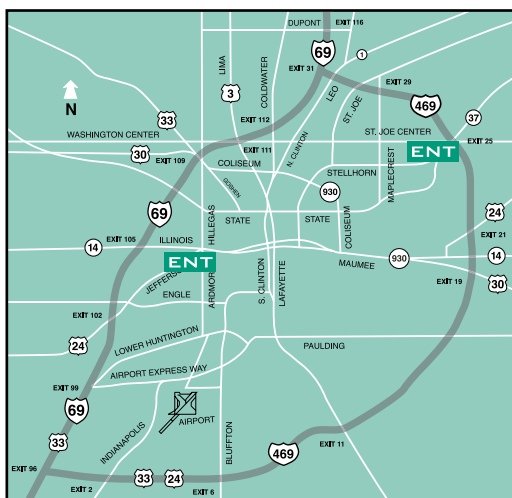 DUPONT
EXIT 116
69
1
LIMA
COLDWATER
EXIT 31
EXIT 29
LEO
ST. JOE
3
469
N
33
EXIT 112
N. CLINTON
37
WASHINGTON CENTER
ST. JOE CENTER
EXIT 111
EXIT 25
30
EXIT 109
COLISEUM
ENT
STELLHORN
MAPLECREST
GOSHEN
930
69
HILLEGAS
STATE
STATE
COLISEUM
24
EXIT 21
EXIT 105
ILLINOIS
14
ENT
MAUMEE
930
14
JEFFERS
ARDMOR
S. CLINTON
LAFAYETTE
EXIT 19
30
ENGLE
EXIT 102
24
LOWER HUNTINGTON
PAULDING
AIRPORT EXPRESS WAY
EXIT 99
69
AIRPORT
INDIANAPOLIS
BLUFFTON
33
EXIT 11
469
EXIT 96
33
24
EXIT 2
EXIT 6